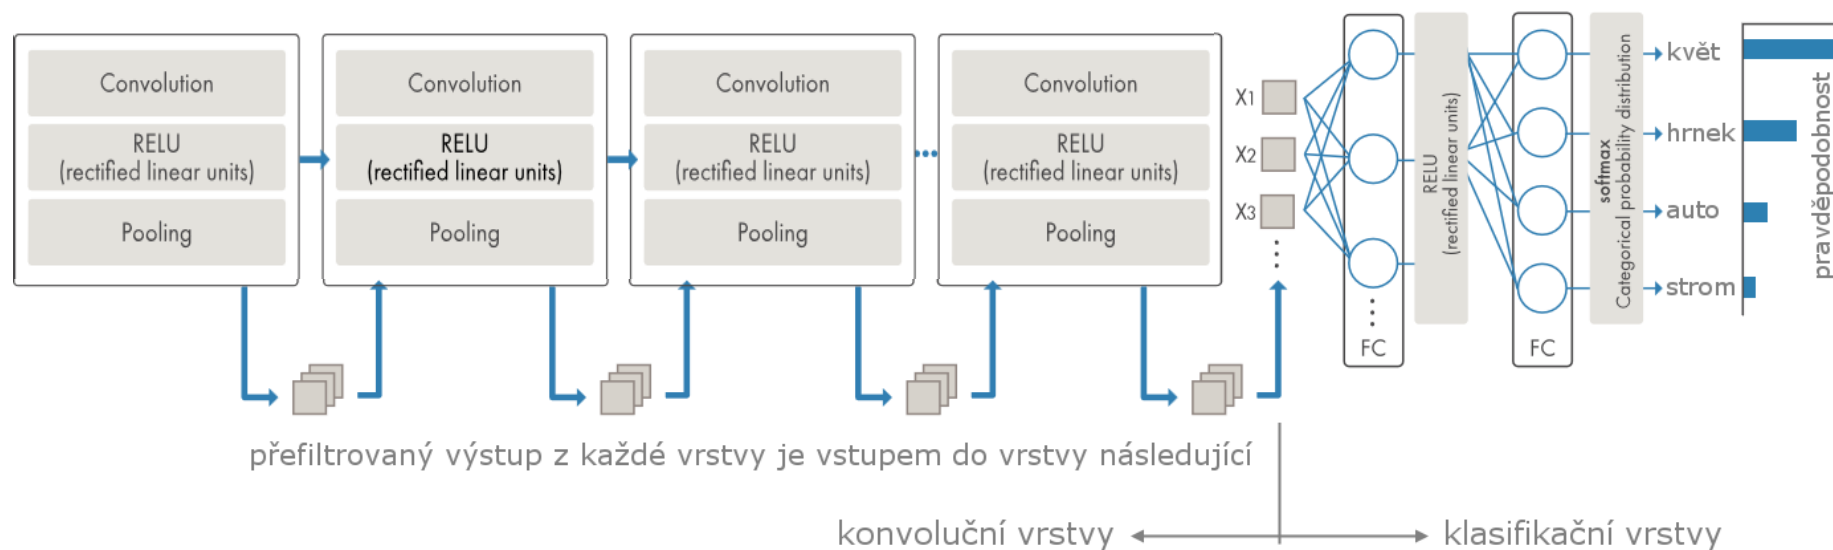 Convolution
RELU
(rectified linear units)
Pooling
Convolution
RELU
(rectified linear units)
Pooling
Convolution
RELU
(rectified linear units)
Pooling
Convolution
RELU
(rectified linear units)
Pooling
X1
X2
X3
FC
RELU
(rectified linear units)
FC
softmax
Categorical probability distribution
květ
hrnek
auto
strom
pravděpodobnost
přefiltrovaný výstup z každé vrstvy je vstupem do vrstvy následující
konvoluční vrstvy
klasifikační vrstvy